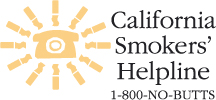 California
Smokers'
Helpline
1-800-NO-BUTTS